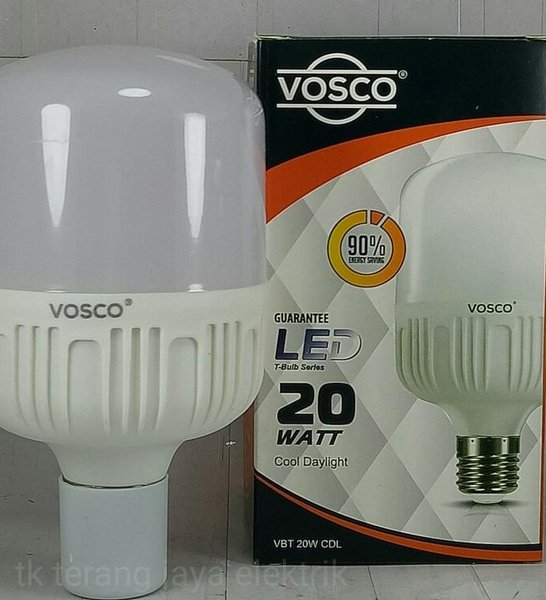 VOSCO®
VOSCO®
90%
ENERGY SAVING
VOSCO®
GUARANTEE
LED
T-Bulb Series
20
WATT
Cool Daylight
VBT 20W CDL
tk terang jaya elektrik